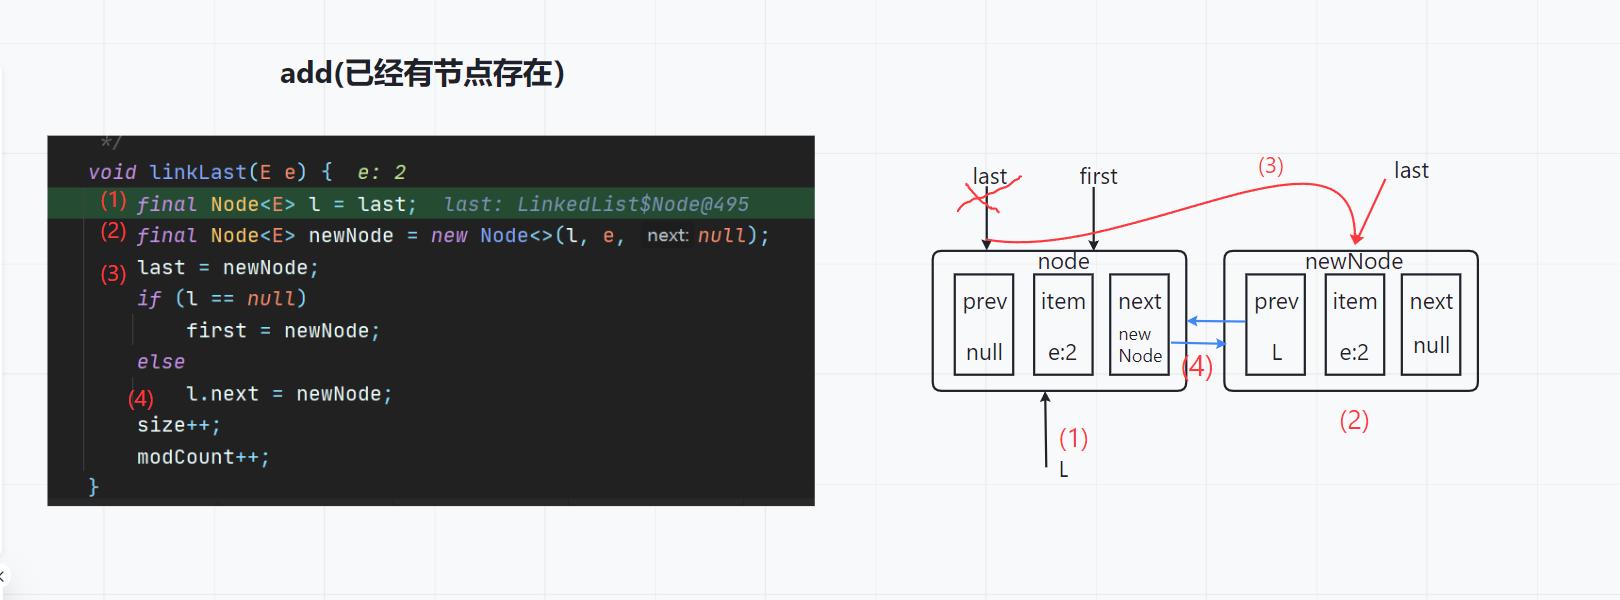 add(已经有节点存在)
*/
void linkLast(E e) {  e: 2
(1) final Node<E> l = last;  last: LinkedList$Node@495
(2) final Node<E> newNode = new Node<>(l, e, next: null);
(3) last = newNode;
if (l == null)
first = newNode;
else
(4) l.next = newNode;
size++;
modCount++;
}
last
first
(3)
last
node
prev
null
item
e:2
next
new
Node
newNode
prev
L
item
e:2
next
null
(4)
(1)
L
(2)